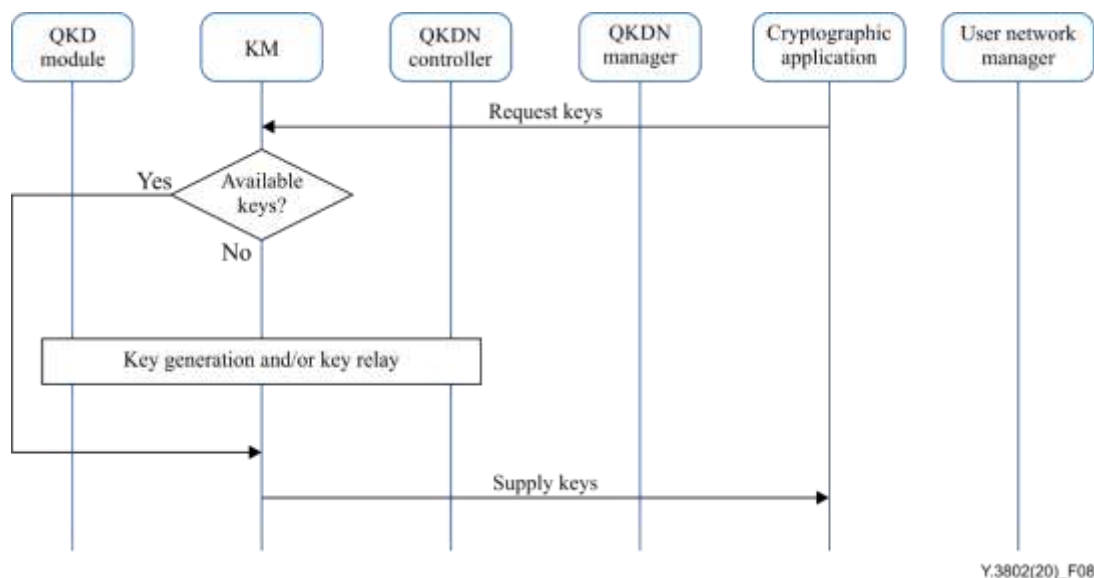 QKD
module
KM
QKDN
controller
QKDN
manager
Cryptographic
application
User network
manager
Request keys
Yes
Available
keys?
No
Key generation and/or key relay
Supply keys
Y.3802(20)_F08